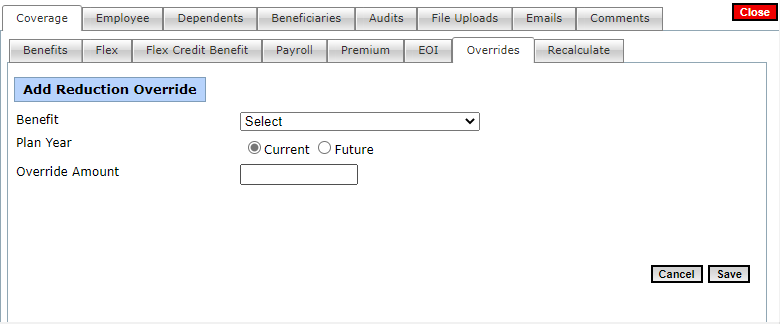 Coverage Employee Dependents Beneficiaries Audits File Uploads Emails Comments Close
Benefits Flex Flex Credit Benefit Payroll Premium EOI Overrides Recalculate
Add Reduction Override
Benefit Select
Plan Year Current Future
Override Amount
Cancel Save